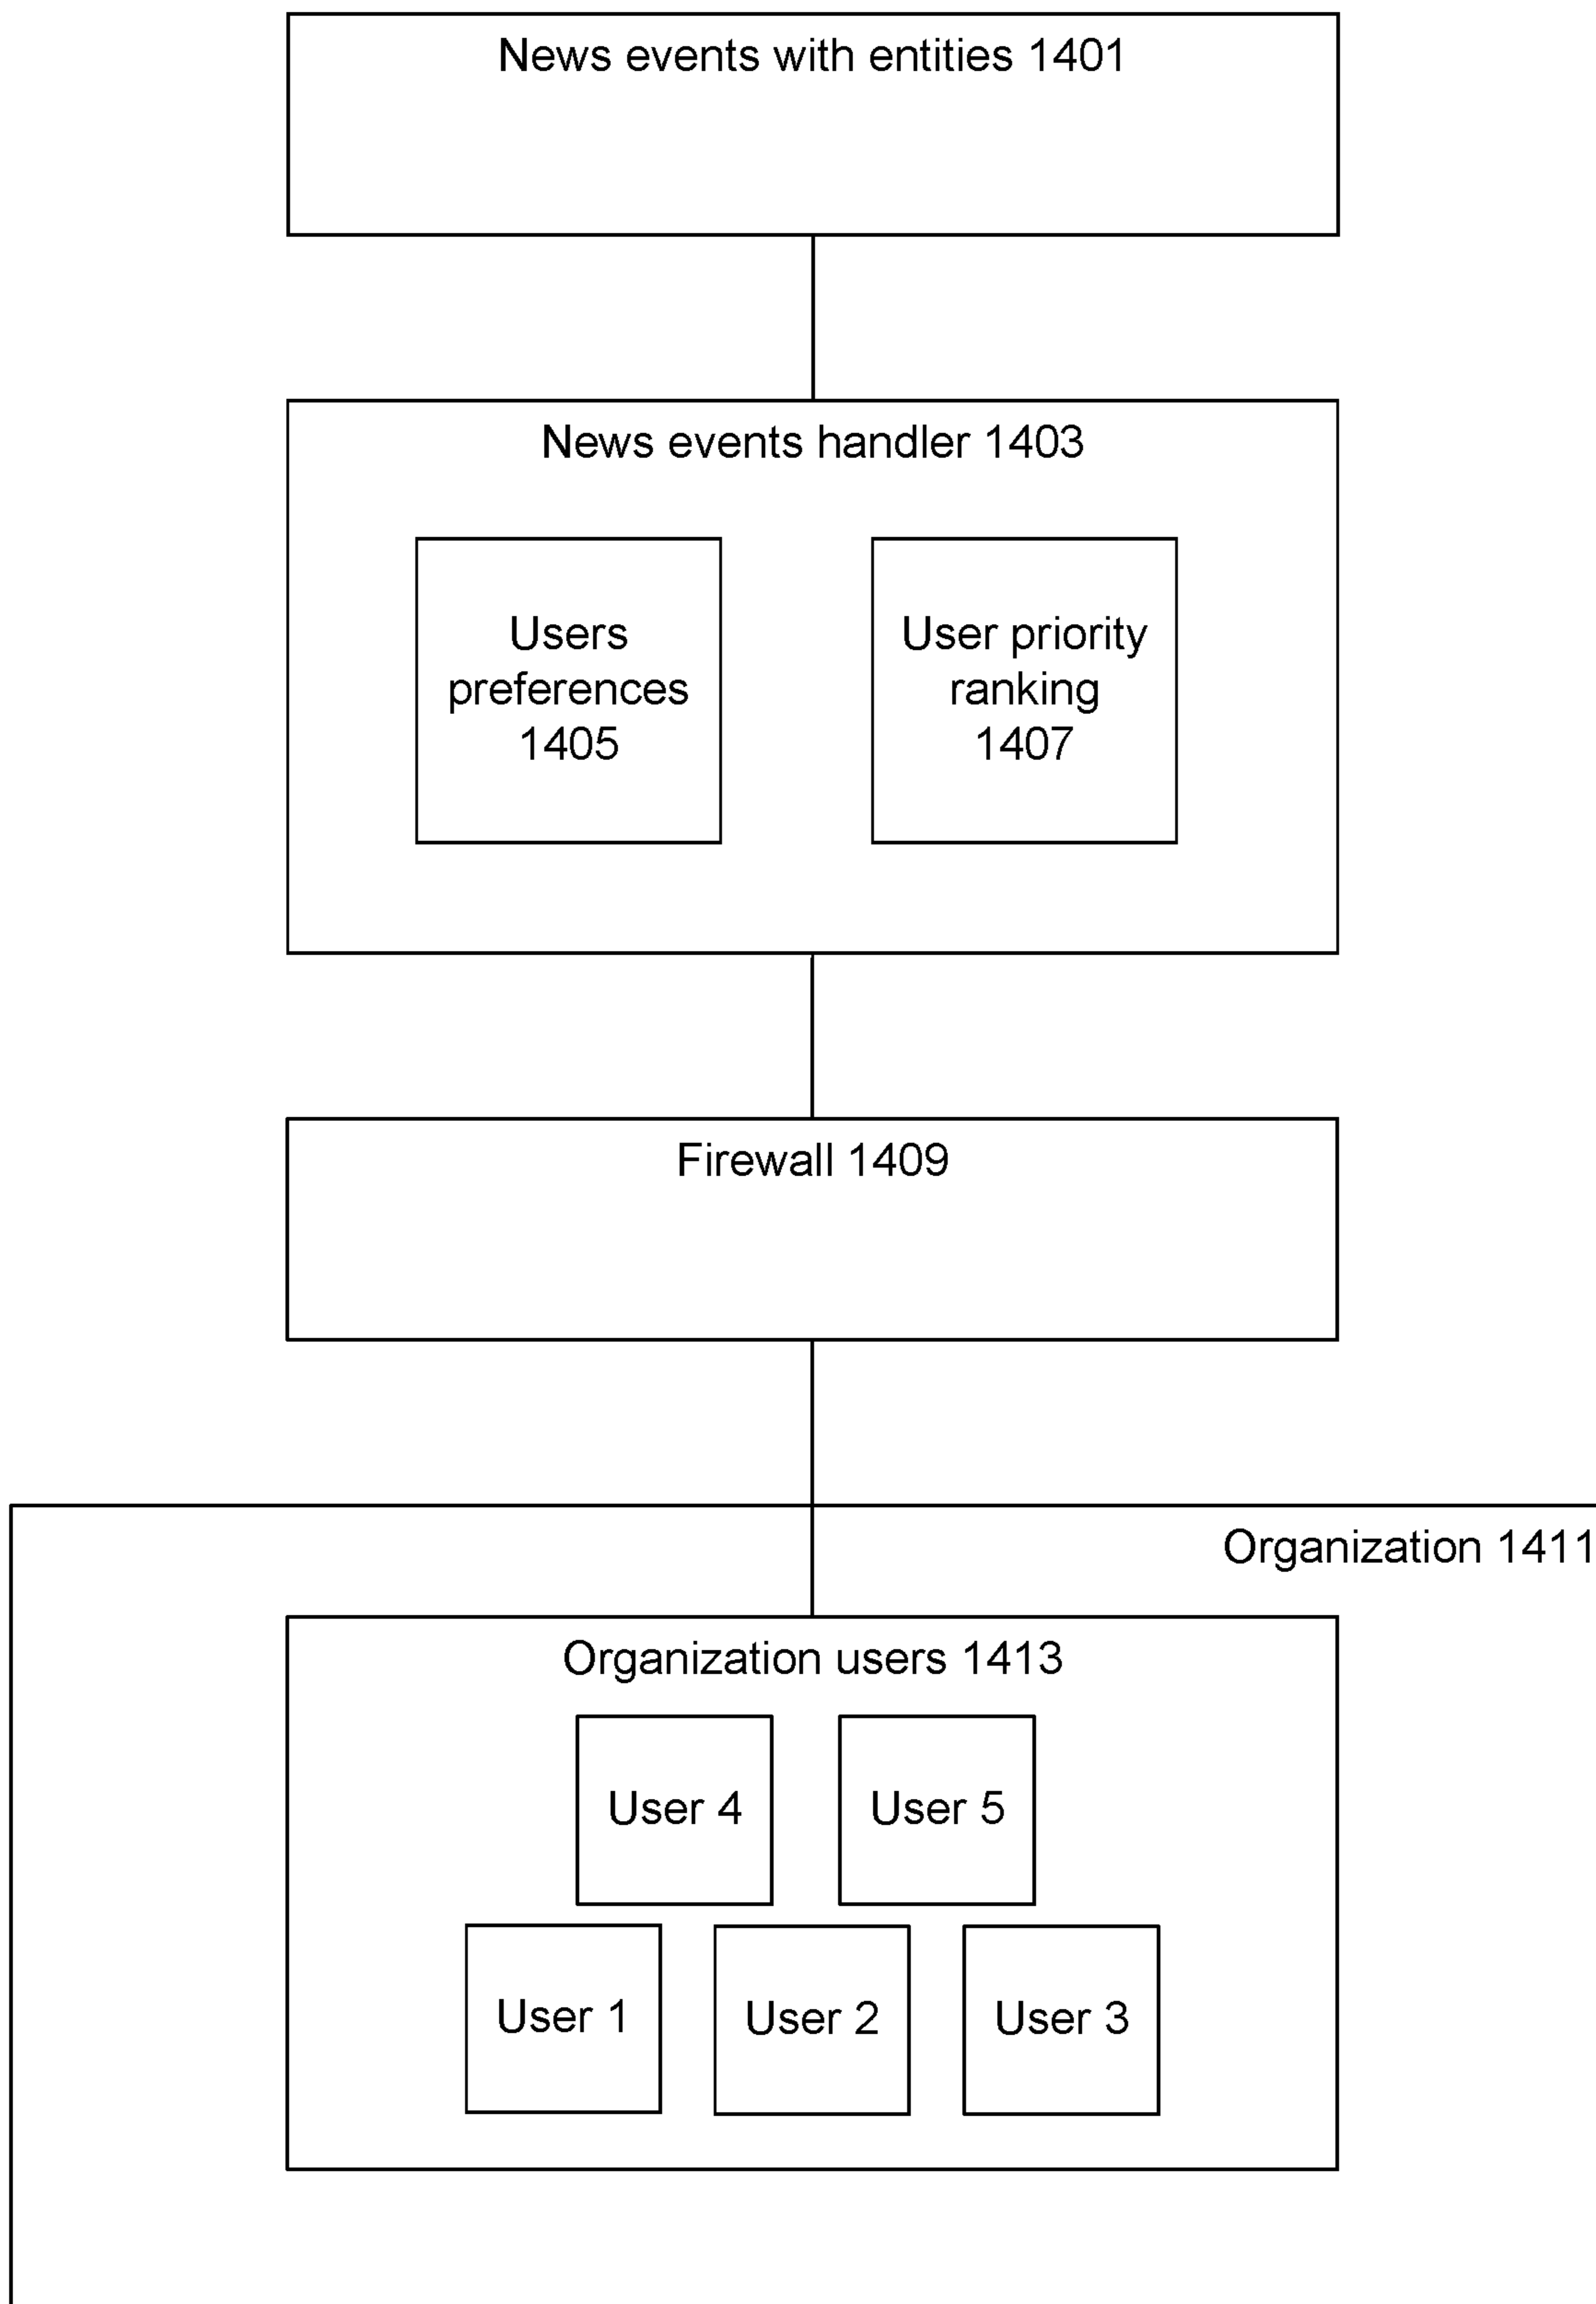 News events with entities 1401
News events handler 1403
Users
preferences
1405
User priority
ranking
1407
Firewall 1409
Organization 1411
Organization users 1413
User 4
User 5
User 1
User 2
User 3